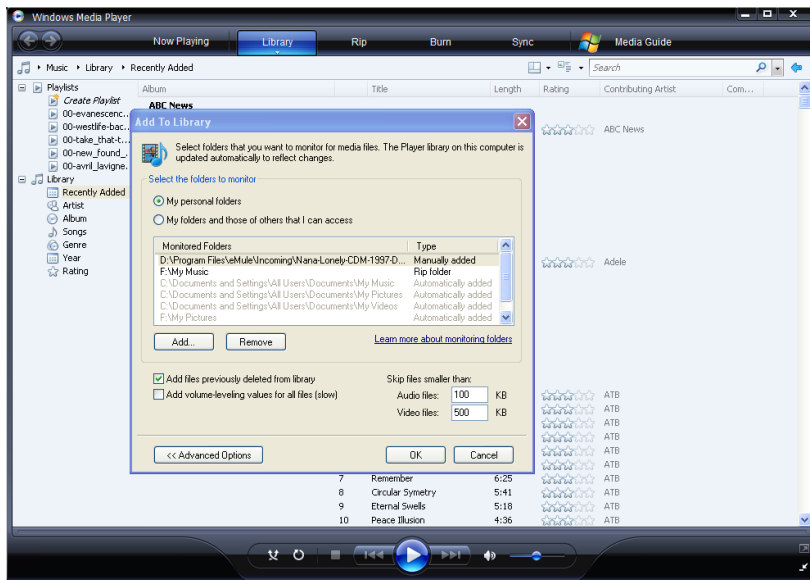 Windows Media Player
Now Playing Library Rip Burn Sync Media Guide
Music Library Recently Added Search
Playlists Album Title Length Rating Contributing Artist Com...
Create Playlist ABC News
00-evanescenc...
00-westlife-bac... ABC News
00-take_that-t...
00-new_found_.
00-avril_lavigne.
Library
Recently Added
Artist
Album
Songs
Genre
Year Adele
Rating
Add To Library
Select folders that you want to monitor for media files. The Player library on this computer is
updated automatically to reflect changes.
Select the folders to monitor
My personal folders
My folders and those of others that I can access
Monitored Folders Type
D:\Program Files\eMule\Incoming\Nana-Lonely-CDM-1997-D... Manually added
F:\My Music Rip folder
C:\Documents and Settings\All Users\Documents\My Music Automatically added
C:\Documents and Settings\All Users\Documents\My Pictures Automatically added
C:\Documents and Settings\All Users\Documents\My Videos Automatically added
F:\My Pictures Automatically added
Add... Remove Learn more about monitoring folders
Add files previously deleted from library Skip files smaller than:
Add volume-leveling values for all files (slow) Audio files: 100 KB
Video files: 500 KB
<< Advanced Options OK Cancel
ATB
ATB
ATB
ATB
ATB
ATB
7 Remember 6:25 ATB
8 Circular Symetry 5:41 ATB
9 Eternal Swells 5:18 ATB
10 Peace Illusion 4:36 ATB